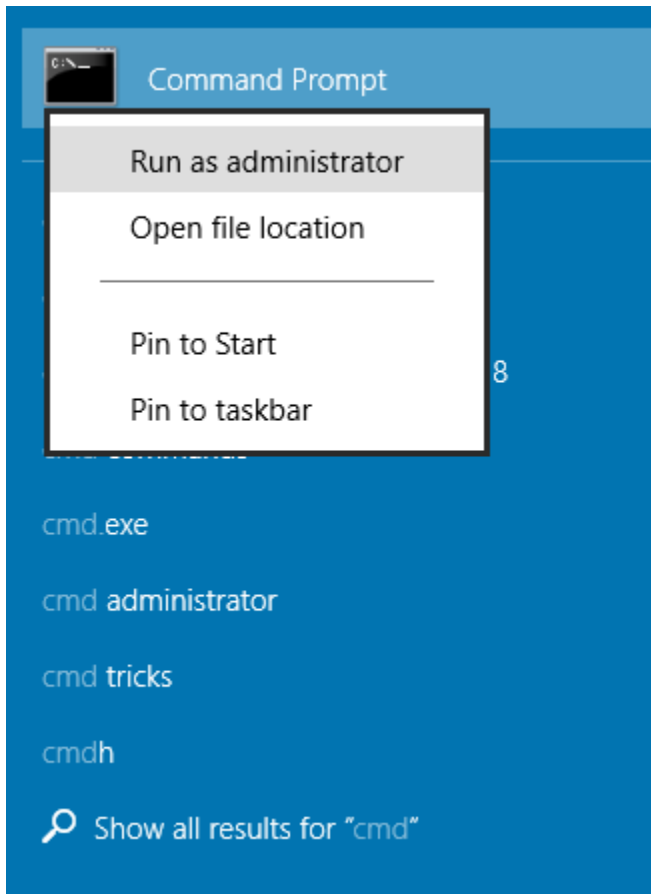 C:\_
Command Prompt
Run as administrator
Open file location
Pin to Start
8
Pin to taskbar
cmd.exe
cmd administrator
cmd tricks
cmdh
Show all results for "cmd"